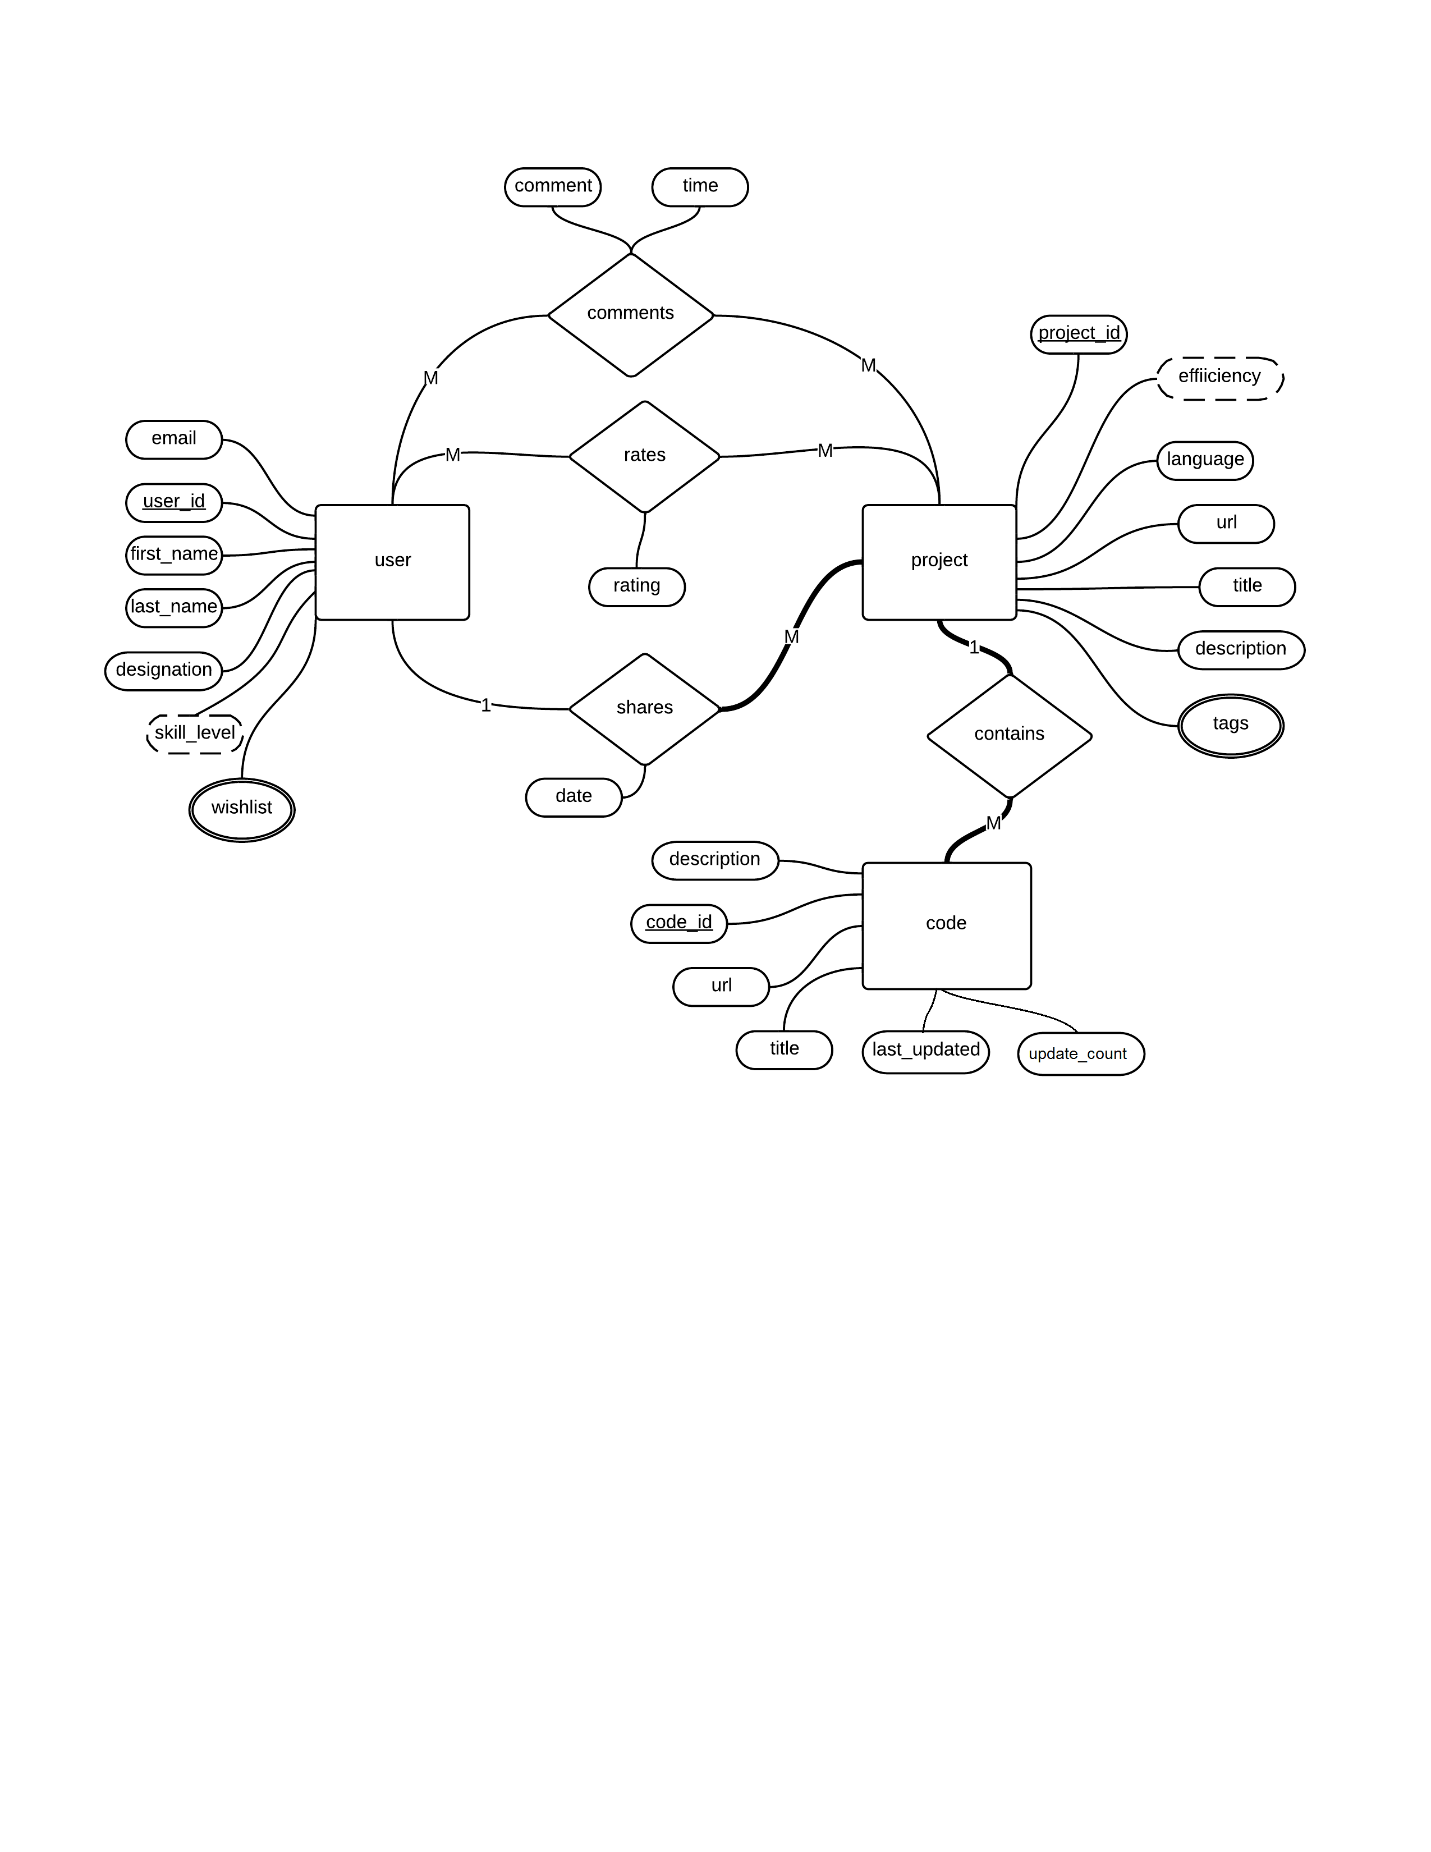 comment
time
comments
project_id
M
M
effiiciency
email
rates
M
M
language
user_id
url
first_name
user
project
rating
title
last_name
M
1
description
designation
1
shares
tags
skill_level
contains
date
wishlist
M
description
code_id
code
url
title
last_updated
update_count